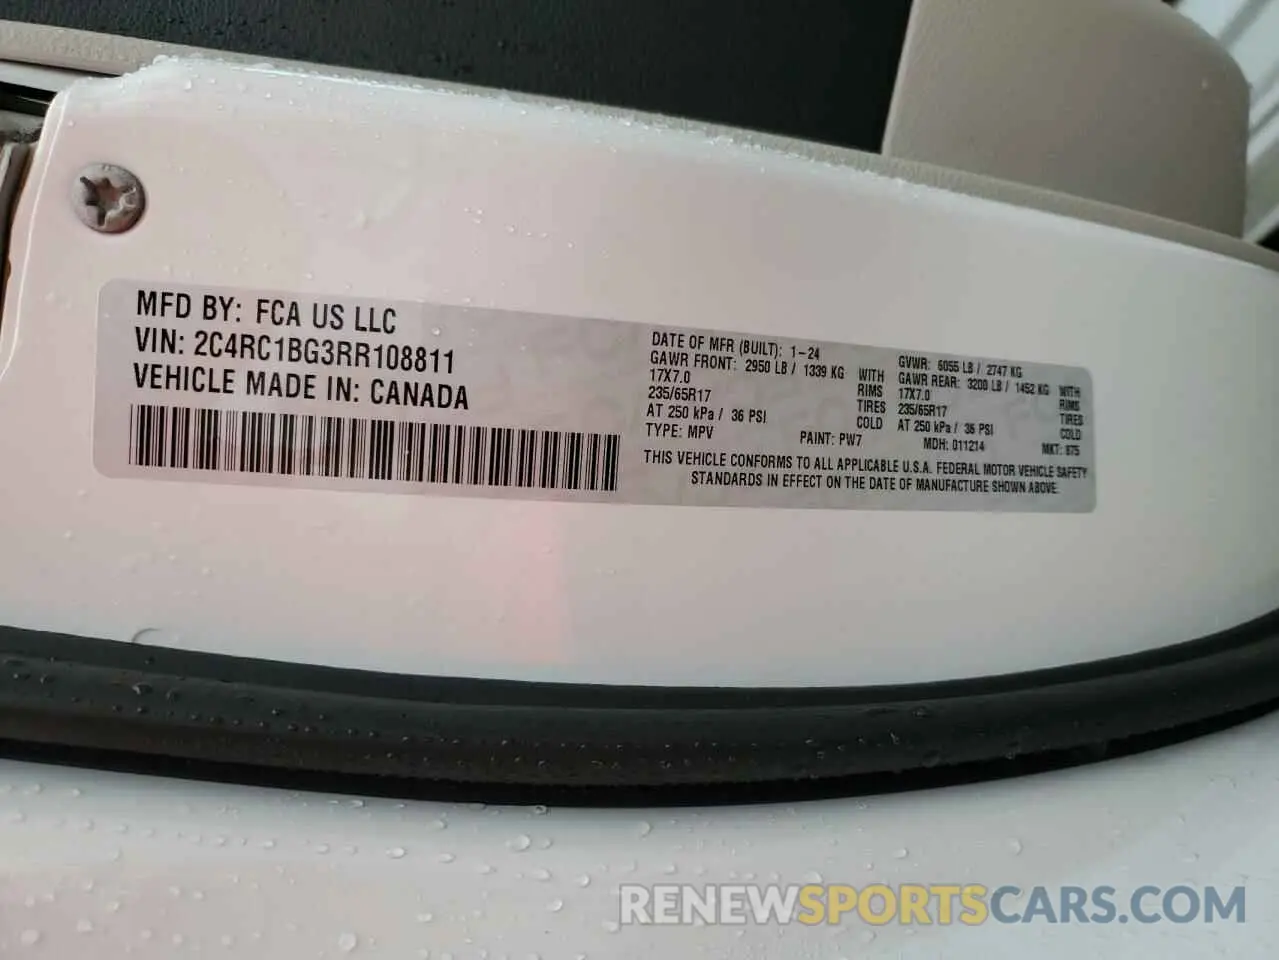 MFD BY: FCA US LLC
VIN: 2C4RC1BG3RR108811
VEHICLE MADE IN: CANADA
DATE OF MFR (BUILT): 1-24
GAWR FRONT: 2950 LB / 1339 KG WITH
17X7.0 RIMS
235/65R17 TIRES
AT 250 kPa / 36 PSI COLD
TYPE: MPV PAINT: PW7
GVWR: 6055 LB / 2747 KG
GAWR REAR: 3200 LB / 1452 KG WITH
17X7.0 RIMS
235/65R17 TIRES
AT 250 kPa / 36 PSI COLD
MDH: 011214 MKT: 875
THIS VEHICLE CONFORMS TO ALL APPLICABLE U.S.A. FEDERAL MOTOR VEHICLE SAFETY
STANDARDS IN EFFECT ON THE DATE OF MANUFACTURE SHOWN ABOVE.
RENEWSPORTSCARS.COM